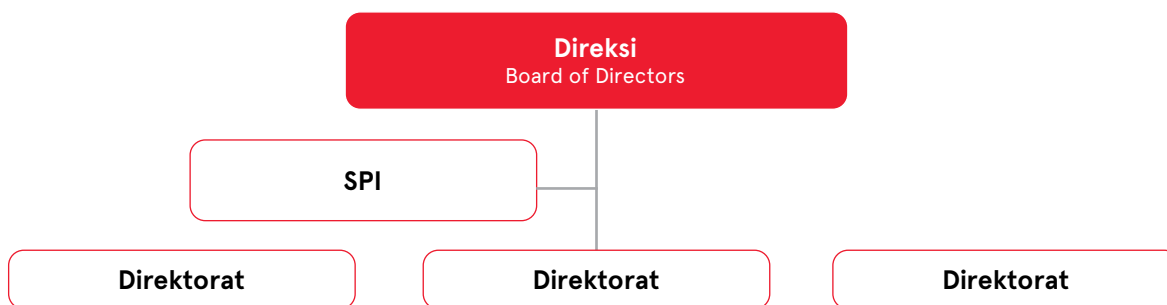 Direksi
Board of Directors
SPI
Direktorat
Direktorat
Direktorat